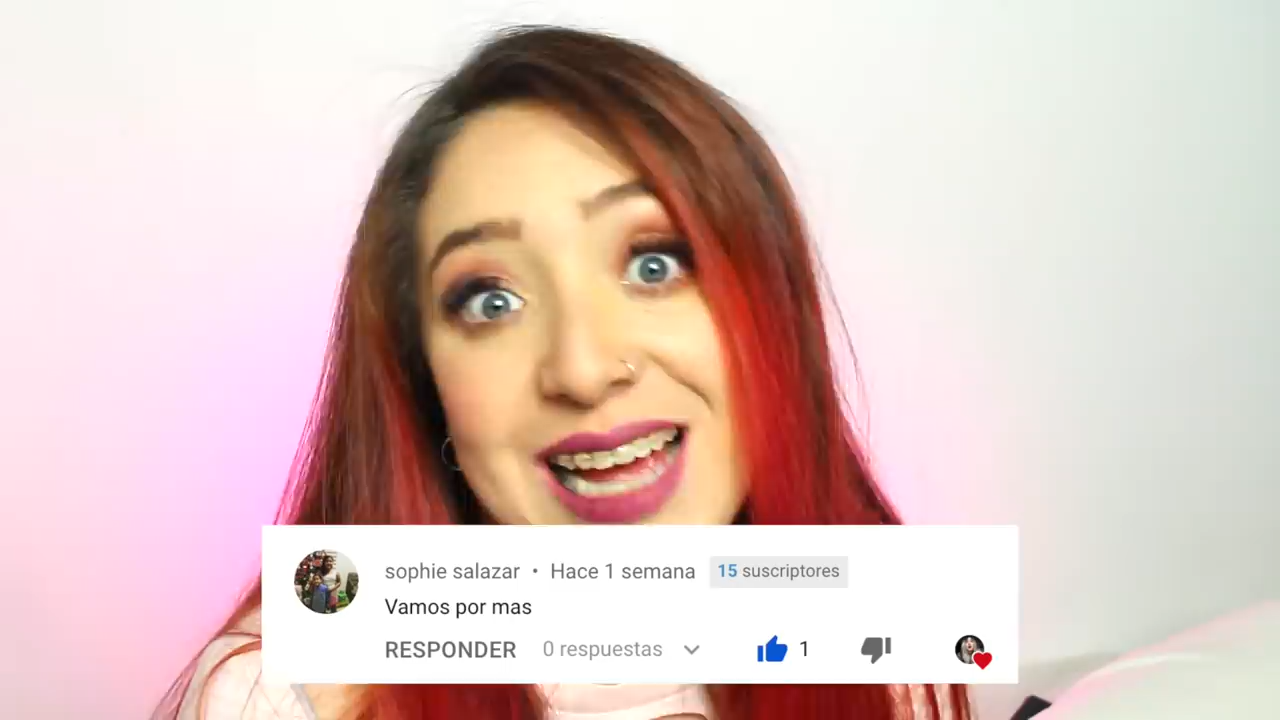 sophie salazar • Hace 1 semana 15 suscriptores
Vamos por mas
RESPONDER 0 respuestas 1